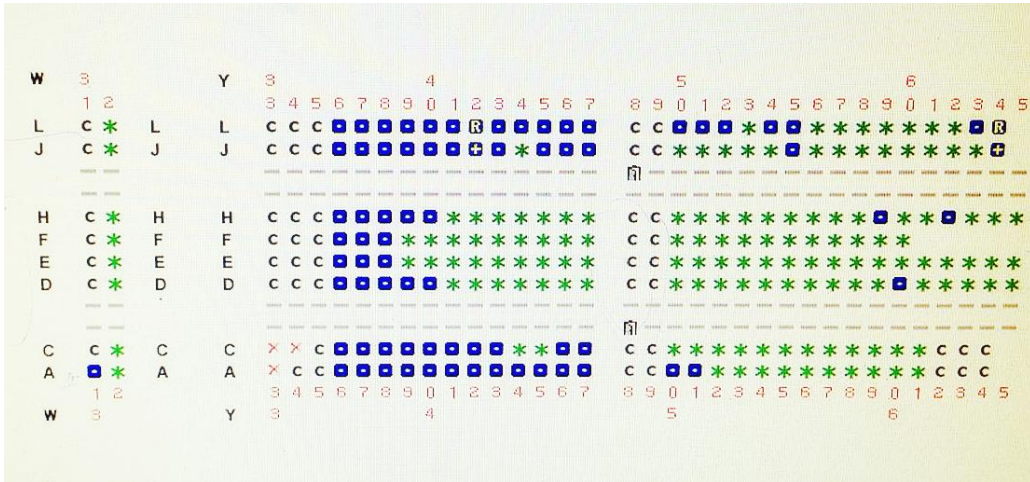 W 3 Y 3 4 5 6
1 2 3 4 5 6 7 8 9 0 1 2 3 4 5 6 7 8 9 0 1 2 3 4 5 6 7 8 9 0 1 2 3 4 5
L C * L L C C C R C C * * * * * * * * R
J C * J J C C C + * C C * * * * * * * * * * * * * +
H C * H H C C C * * * * * * * C C * * * * * * * * * * * * * *
F C * F F C C C * * * * * * * * * C C * * * * * * * * * * *
E C * E E C C C * * * * * * * * * C C * * * * * * * * * * * * * * * *
D C * D D C C C * * * * * * * C C * * * * * * * * * * * * * * *
C C * C C × × C * * C C * * * * * * * * * * * * C C C
A * A A × C C C C * * * * * * * * * * C C C
1 2 3 4 5 6 7 8 9 0 1 2 3 4 5 6 7 8 9 0 1 2 3 4 5 6 7 8 9 0 1 2 3 4 5
W 3 Y 3 4 5 6